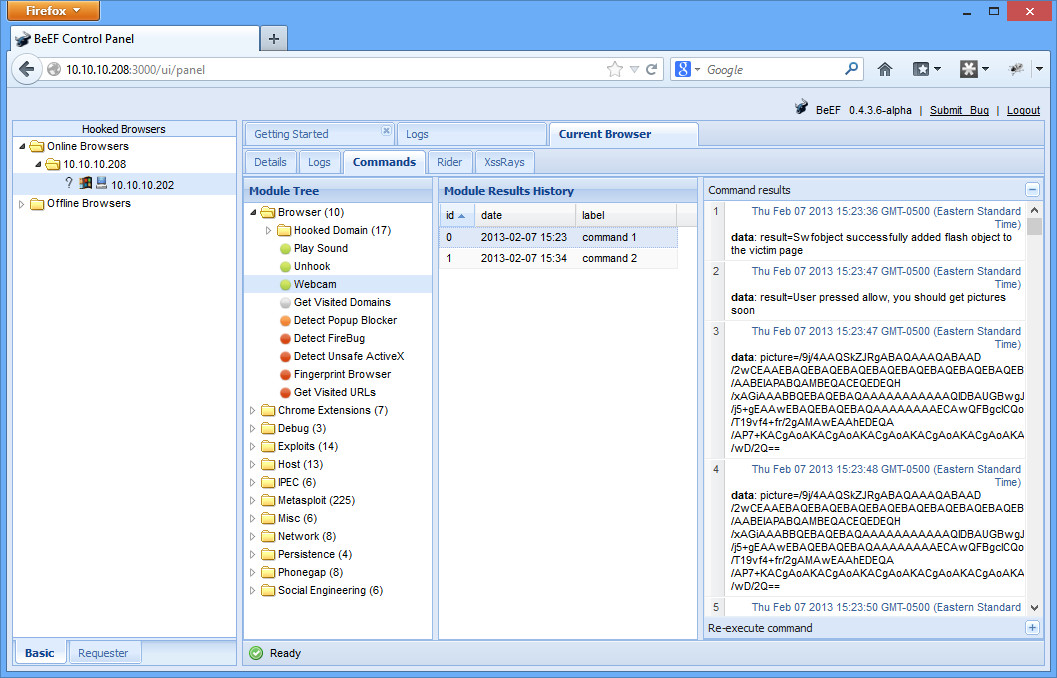 Firefox
BeEF Control Panel
10.10.10.208:3000/ui/panel
Google
BeEF 0.4.3.6-alpha | Submit Bug | Logout
Hooked Browsers
Online Browsers
10.10.10.208
? 10.10.10.202
Offline Browsers
Basic
Requester
Getting Started
Logs
Current Browser
Details
Logs
Commands
Rider
XssRays
Module Tree
Browser (10)
Hooked Domain (17)
Play Sound
Unhook
Webcam
Get Visited Domains
Detect Popup Blocker
Detect FireBug
Detect Unsafe ActiveX
Fingerprint Browser
Get Visited URLs
Chrome Extensions (7)
Debug (3)
Exploits (14)
Host (13)
IPEC (6)
Metasploit (225)
Misc (6)
Network (8)
Persistence (4)
Phonegap (8)
Social Engineering (6)
Module Results History
id date label
0 2013-02-07 15:23 command 1
1 2013-02-07 15:34 command 2
Command results
1 Thu Feb 07 2013 15:23:36 GMT-0500 (Eastern Standard
Time)
data: result=Swfobject successfully added flash object to
the victim page
2 Thu Feb 07 2013 15:23:47 GMT-0500 (Eastern Standard
Time)
data: result=User pressed allow, you should get pictures
soon
3 Thu Feb 07 2013 15:23:47 GMT-0500 (Eastern Standard
Time)
data: picture=/9j/4AAQSkZJRgABAQAAAQABAAD
/2wCEAAEBAQEBAQEBAQEBAQEBAQEBAQEBAQEBAQEB
/AABEIAPABQAMBEQACEQEDEQH
/xAGiAAABBQEBAQEBAQAAAAAAAAAAAQIDBAUGBwgJ
/j5+gEAAwEBAQEBAQEBAQAAAAAAAAECAwQFBgcICQo
/T19vf4+fr/2gAMAwEAAhEDEQA
/AP7+KACgAoAKACgAoAKACgAoAKACgAoAKACgAoAKA
/wD/2Q==
4 Thu Feb 07 2013 15:23:48 GMT-0500 (Eastern Standard
Time)
data: picture=/9j/4AAQSkZJRgABAQAAAQABAAD
/2wCEAAEBAQEBAQEBAQEBAQEBAQEBAQEBAQEBAQEB
/AABEIAPABQAMBEQACEQEDEQH
/xAGiAAABBQEBAQEBAQAAAAAAAAAAAQIDBAUGBwgJ
/j5+gEAAwEBAQEBAQEBAQAAAAAAAAECAwQFBgcICQo
/T19vf4+fr/2gAMAwEAAhEDEQA
/AP7+KACgAoAKACgAoAKACgAoAKACgAoAKACgAoAKA
/wD/2Q==
5 Thu Feb 07 2013 15:23:50 GMT-0500 (Eastern Standard
Re-execute command
Ready